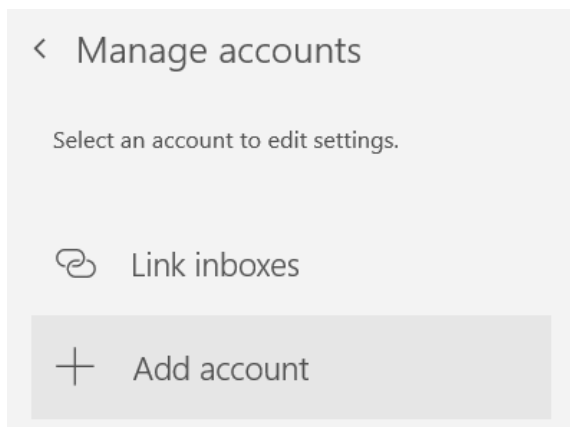 Manage accounts
Select an account to edit settings.
Link inboxes
Add account